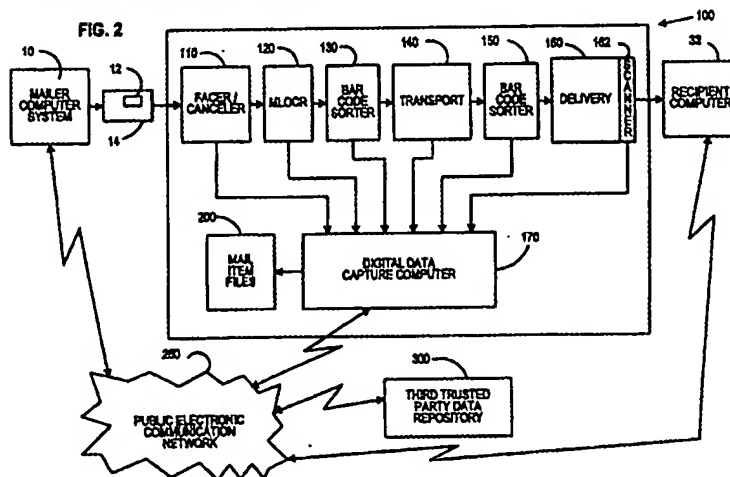 FIG. 2
100
10
12
110
120
130
140
150
160
162
32
MAILER
COMPUTER
SYSTEM
14
FACER /
CANCELER
MLOCR
BAR
CODE
SORTER
TRANSPORT
BAR
CODE
SORTER
DELIVERY
SCANNER
RECIPIENT
COMPUTER
200
MAIL
ITEM
FILES
DIGITAL DATA
CAPTURE COMPUTER
170
250
PUBLIC ELECTRONIC
COMMUNICATION
NETWORK
300
THIRD TRUSTED
PARTY DATA
REPOSITORY